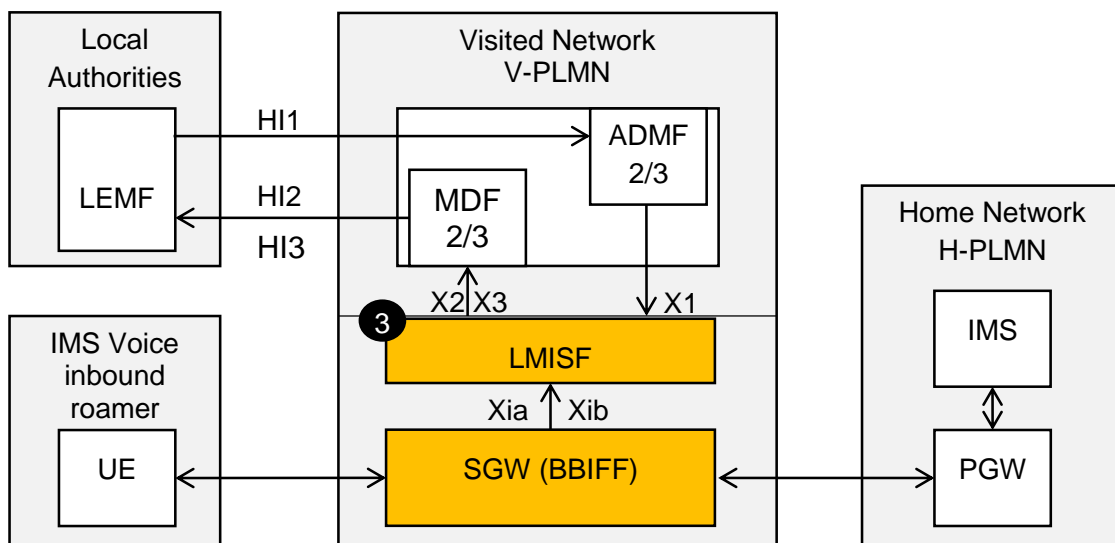 Local
Authorities
LEMF
HI1
HI2
HI3
Visited Network
V-PLMN
ADMF
2/3
MDF
2/3
X2 X3
X1
3
LMISF
Xia Xib
SGW (BBIFF)
IMS Voice
inbound
roamer
UE
Home Network
H-PLMN
IMS
PGW